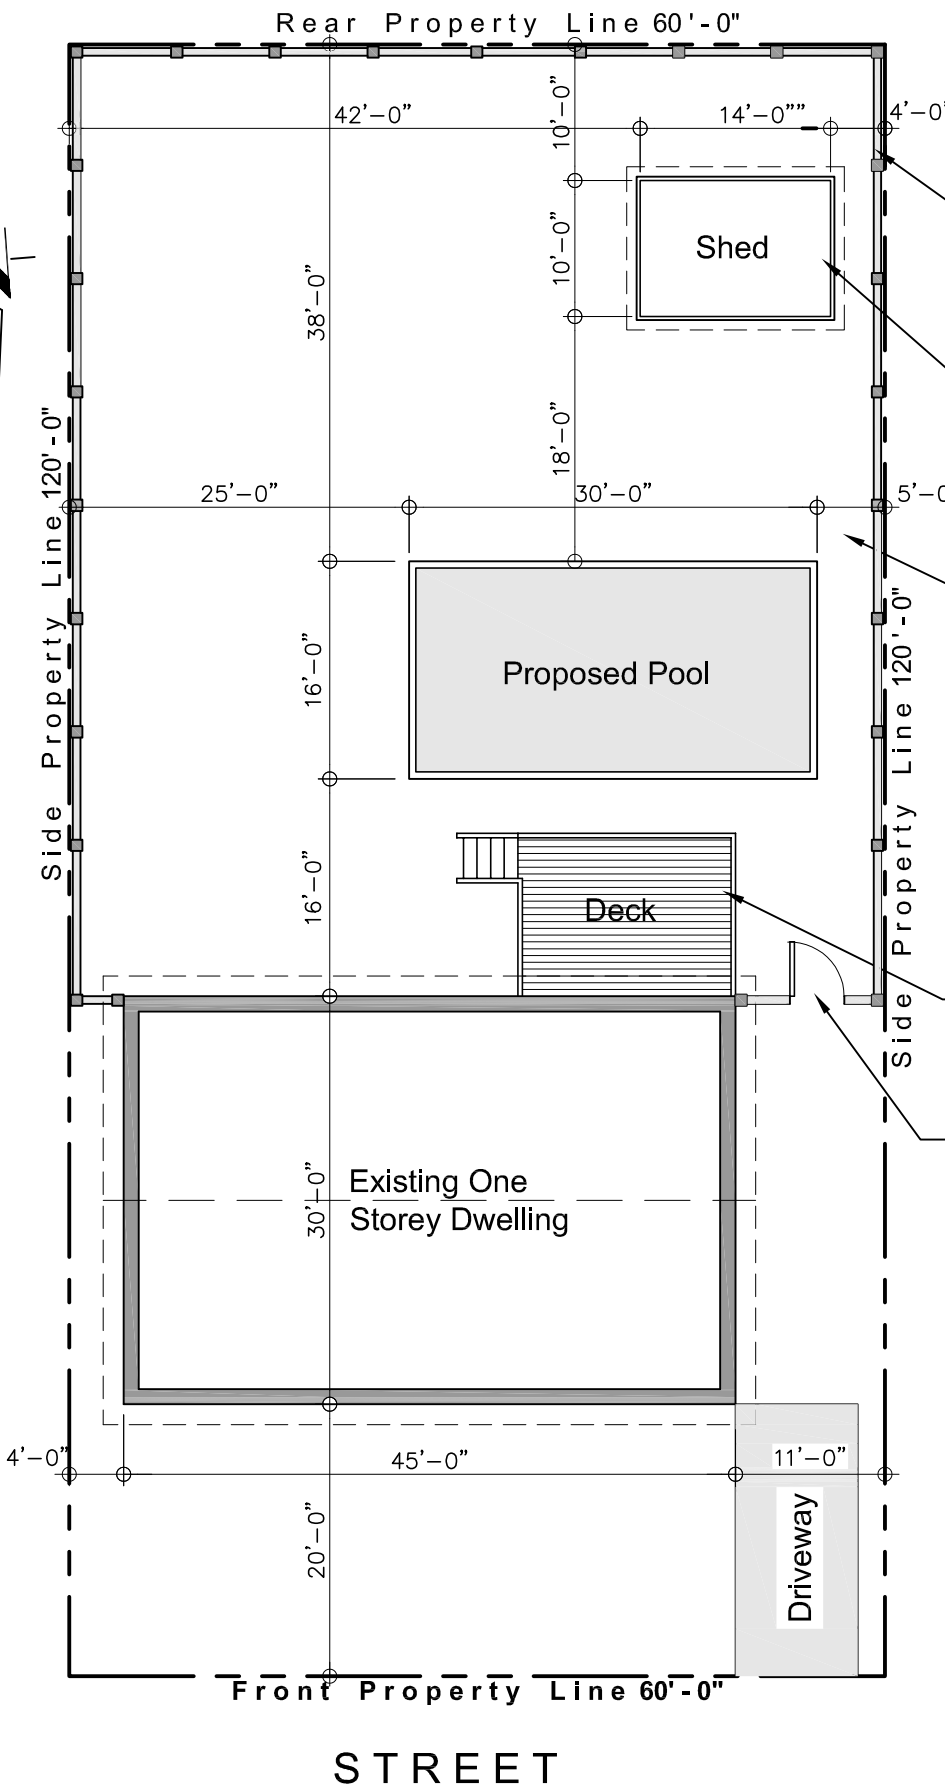 Rear Property Line 60'-0"
42'-0"
10'-0"
14'-0""
4'-0"
Shed
10'-0"
38'-0"
18'-0"
Side Property Line 120'-0"
25'-0"
30'-0"
5'-0
Proposed Pool
16'-0"
Side Property Line 120'-0"
16'-0"
Deck
Existing One
Storey Dwelling
30'-0"
4'-0"
45'-0"
11'-0"
20'-0"
Driveway
Front Property Line 60'-0"
STREET